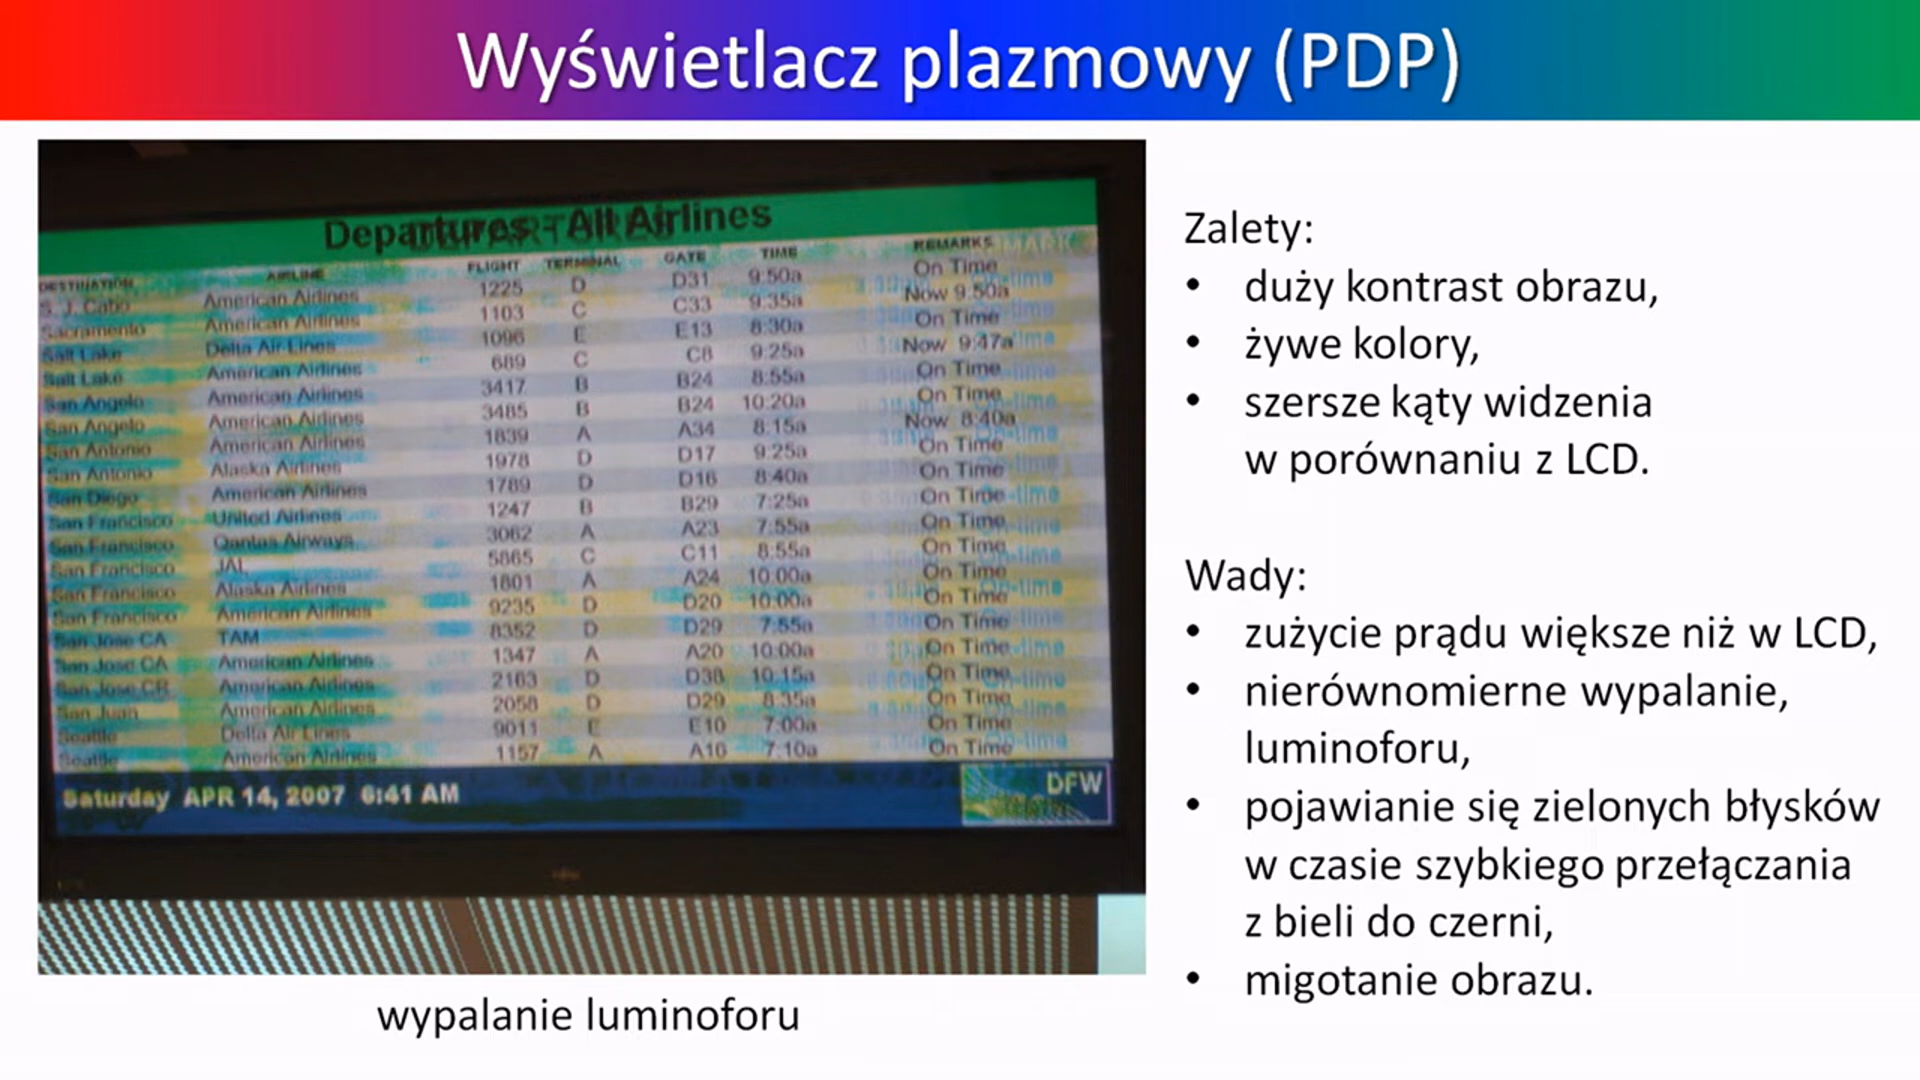 Wyświetlacz plazmowy (PDP)
Departures - All Airlines
DESTINATION AIRLINE FLIGHT TERMINAL GATE TIME REMARKS
S. J. Cabo American Airlines 1225 D D31 9:50a On Time
Sacramento American Airlines 1103 C C33 9:35a Now 9:50a
Salt Lake Delta Air Lines 1096 E E13 8:30a On Time
Salt Lake American Airlines 689 C C8 9:25a Now 9:47a
San Angelo American Airlines 3417 B B24 8:55a On Time
San Angelo American Airlines 3485 B B24 10:20a On Time
San Antonio American Airlines 1839 A A34 8:15a Now 8:40a
San Antonio Alaska Airlines 1978 D D17 9:25a On Time
San Diego American Airlines 1789 D D16 8:40a On Time
San Francisco United Airlines 1247 B B29 7:25a On Time
San Francisco Qantas Airways 3062 A A23 7:55a On Time
San Francisco JAL 5865 C C11 8:55a On Time
San Francisco Alaska Airlines 1801 A A24 10:00a On Time
San Francisco American Airlines 9235 D D20 10:00a On Time
San Jose CA TAM 8352 D D29 7:55a On Time
San Jose CA American Airlines 1347 A A20 10:00a On Time
San Jose CR American Airlines 2163 D D38 10:15a On Time
San Juan American Airlines 2058 D D29 8:35a On Time
Seattle Delta Air Lines 9011 E E10 7:00a On Time
Seattle American Airlines 1157 A A16 7:10a On Time
Saturday APR 14, 2007 6:41 AM
DFW
wypalanie luminoforu
Zalety:
• duży kontrast obrazu,
• żywe kolory,
• szersze kąty widzenia
w porównaniu z LCD.
Wady:
• zużycie prądu większe niż w LCD,
• nierównomierne wypalanie,
luminoforu,
• pojawianie się zielonych błysków
w czasie szybkiego przełączania
z bieli do czerni,
• migotanie obrazu.